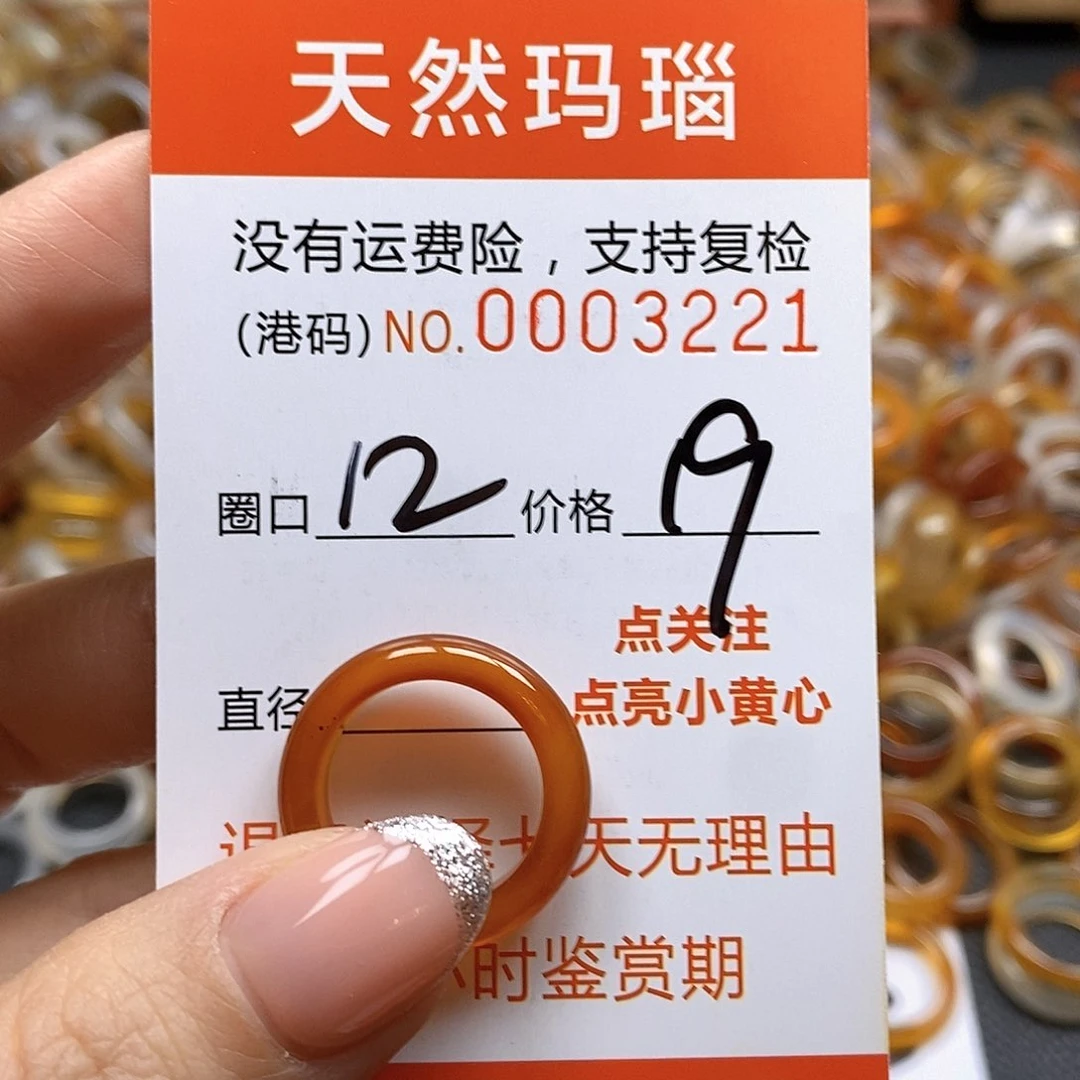 天然玛瑙
没有运费险，支持复检
(港码) NO. 0003221
圈口 12 价格 19
点关注
直径 点亮小黄心
天无理由
时鉴赏期